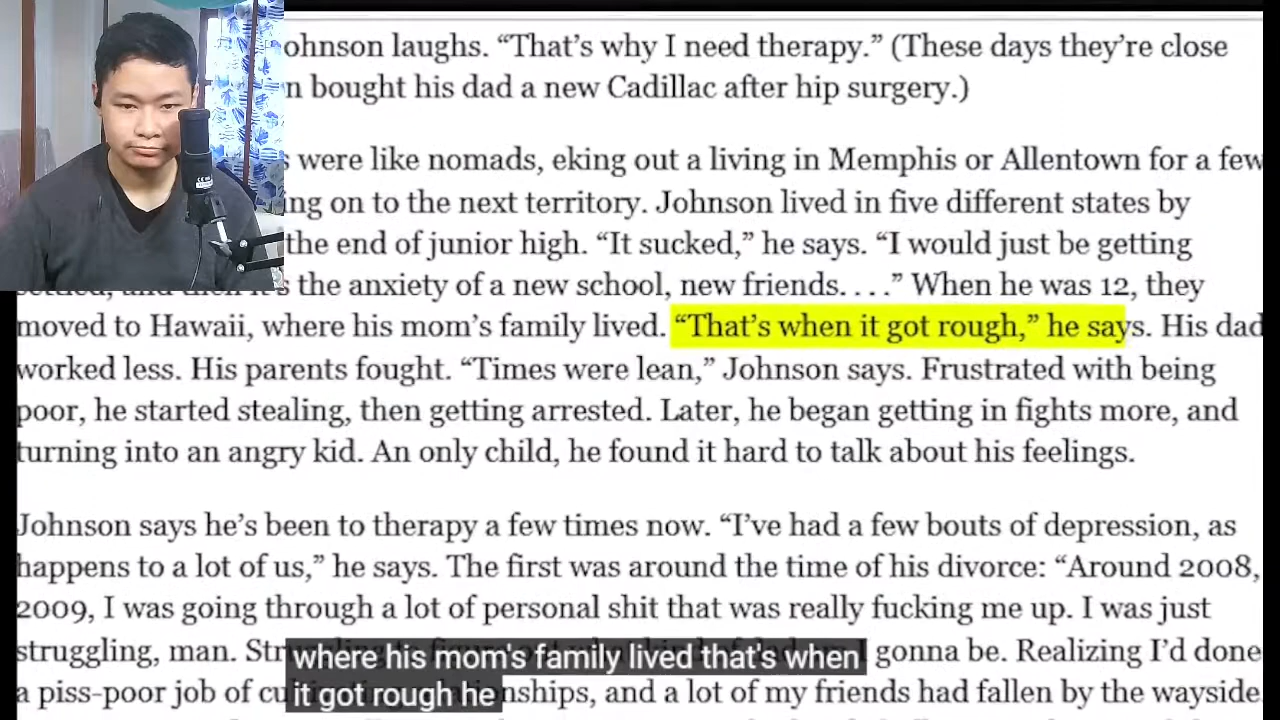 ohnson laughs. “That’s why I need therapy.” (These days they’re close
n bought his dad a new Cadillac after hip surgery.)
s were like nomads, eking out a living in Memphis or Allentown for a few
ing on to the next territory. Johnson lived in five different states by
the end of junior high. “It sucked,” he says. “I would just be getting
settled, and then it’s the anxiety of a new school, new friends. . . .” When he was 12, they
moved to Hawaii, where his mom’s family lived. “That’s when it got rough,” he says. His dad
worked less. His parents fought. “Times were lean,” Johnson says. Frustrated with being
poor, he started stealing, then getting arrested. Later, he began getting in fights more, and
turning into an angry kid. An only child, he found it hard to talk about his feelings.
Johnson says he’s been to therapy a few times now. “I’ve had a few bouts of depression, as
happens to a lot of us,” he says. The first was around the time of his divorce: “Around 2008,
2009, I was going through a lot of personal shit that was really fucking me up. I was just
struggling, man. Str gonna be. Realizing I’d done
a piss-poor job of cu nships, and a lot of my friends had fallen by the wayside
where his mom's family lived that's when
it got rough he